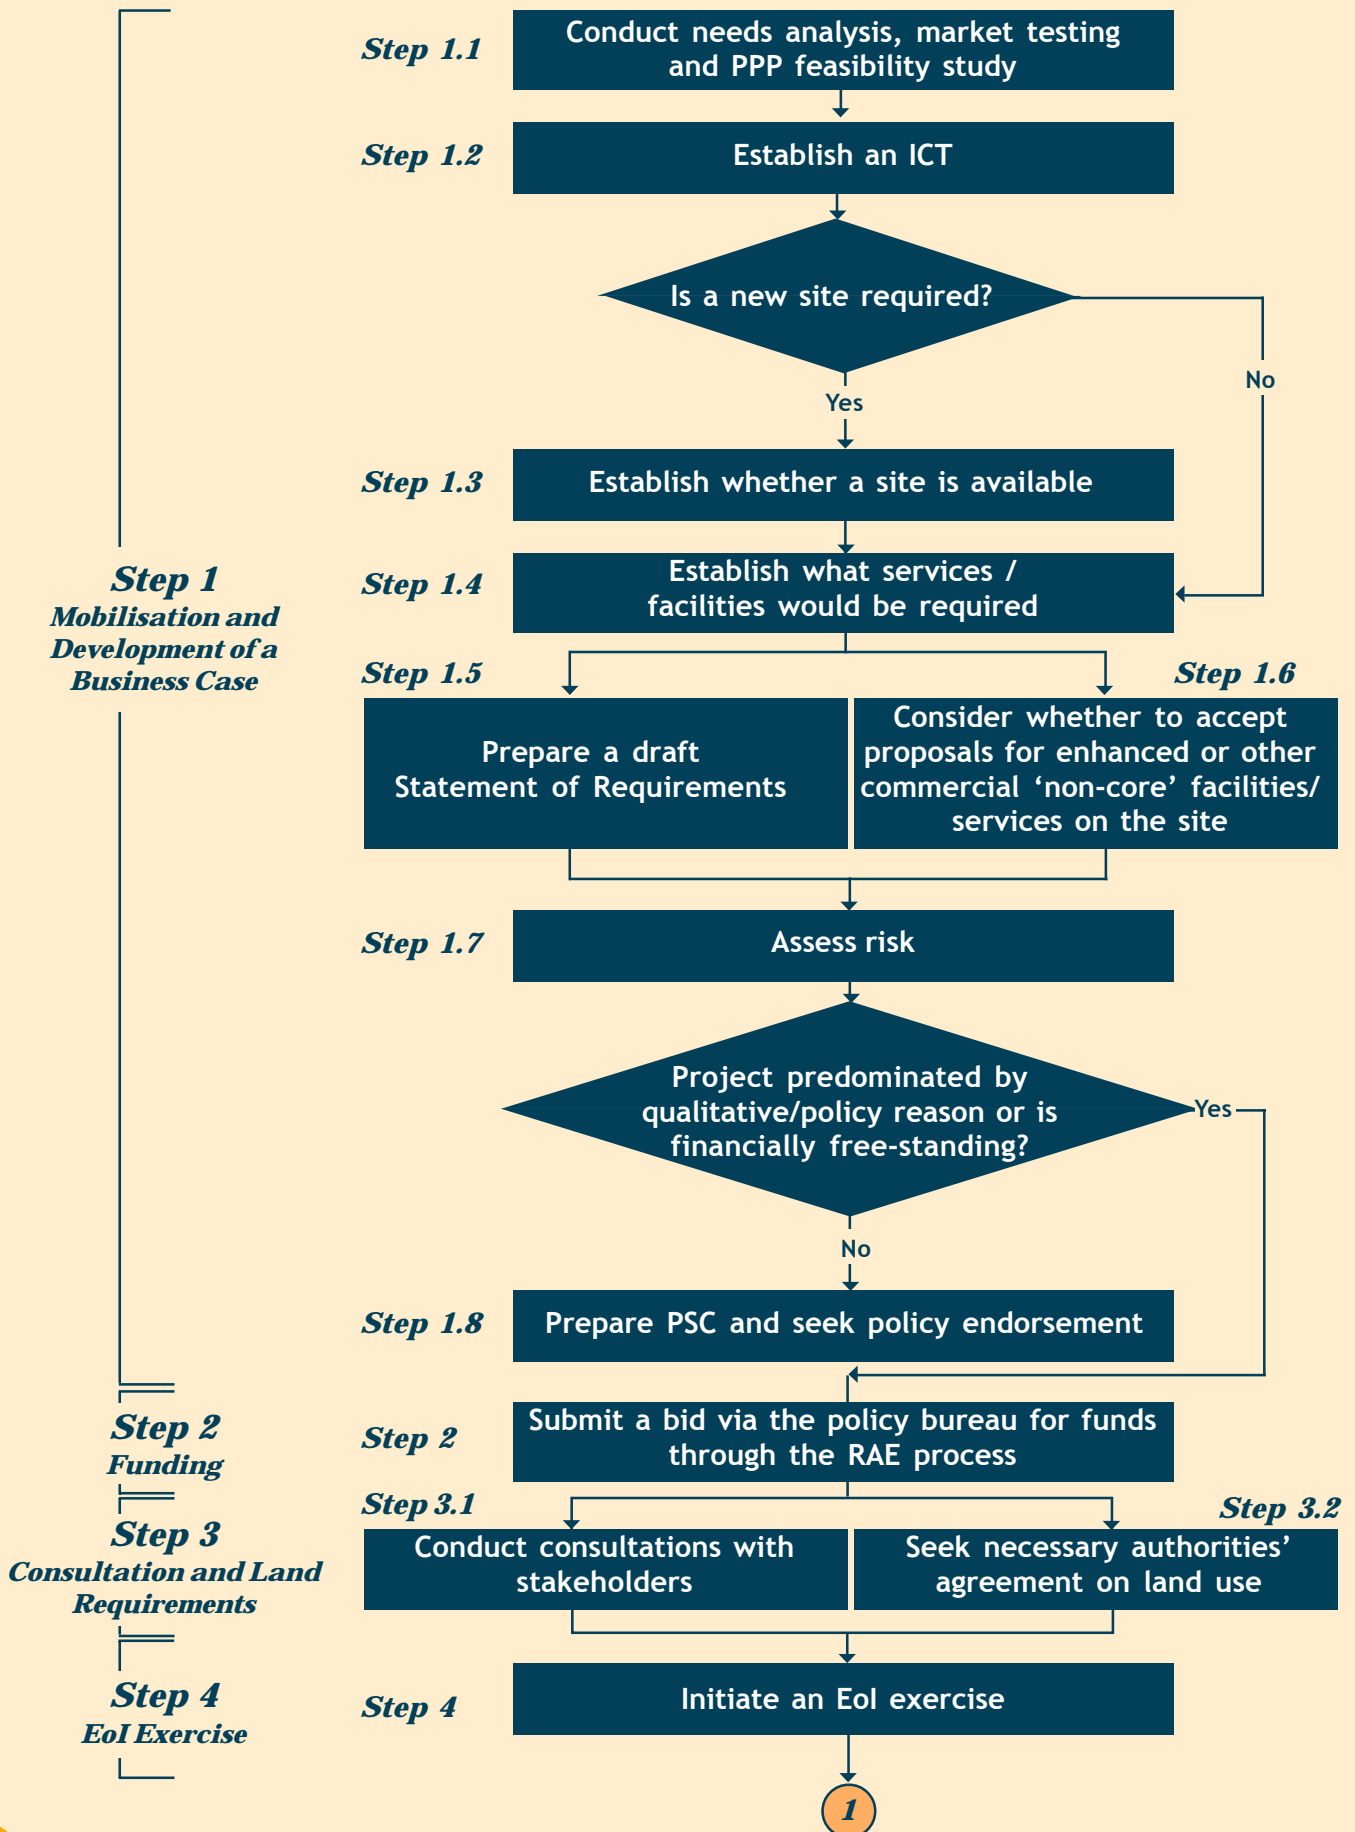 Step 1.1
Conduct needs analysis, market testing
and PPP feasibility study
Step 1.2
Establish an ICT
Is a new site required?
No
Yes
Step 1.3
Establish whether a site is available
Step 1
Mobilisation and
Development of a
Business Case
Step 1.4
Establish what services /
facilities would be required
Step 1.5
Prepare a draft
Statement of Requirements
Step 1.6
Consider whether to accept
proposals for enhanced or other
commercial ‘non-core’ facilities/
services on the site
Step 1.7
Assess risk
Project predominated by
qualitative/policy reason or is
financially free-standing?
Yes
No
Step 1.8
Prepare PSC and seek policy endorsement
Step 2
Funding
Step 2
Submit a bid via the policy bureau for funds
through the RAE process
Step 3
Consultation and Land
Requirements
Step 3.1
Conduct consultations with
stakeholders
Step 3.2
Seek necessary authorities’
agreement on land use
Step 4
EoI Exercise
Step 4
Initiate an EoI exercise
1